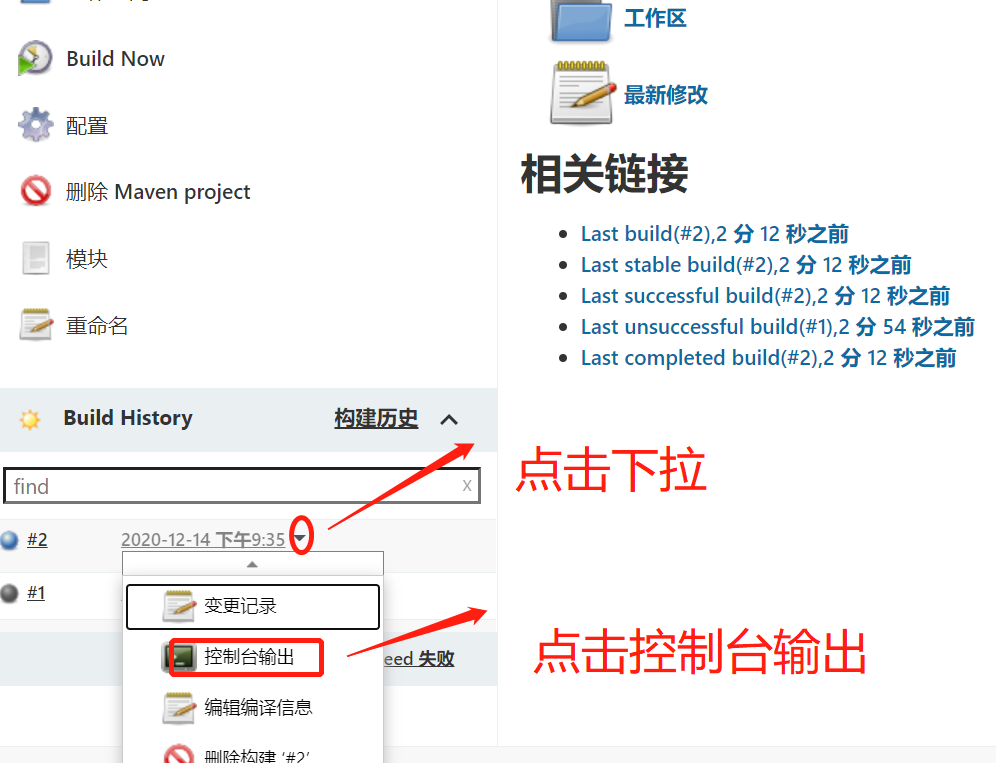 Build Now
配置
删除 Maven project
模块
重命名
Build History 构建历史
find x
#2 2020-12-14 下午9:35
#1
变更记录
控制台输出
eed 失败
编辑编译信息
删除构建 ‘#2’
工作区
最新修改
相关链接
Last build(#2),2 分 12 秒之前
Last stable build(#2),2 分 12 秒之前
Last successful build(#2),2 分 12 秒之前
Last unsuccessful build(#1),2 分 54 秒之前
Last completed build(#2),2 分 12 秒之前
点击下拉
点击控制台输出